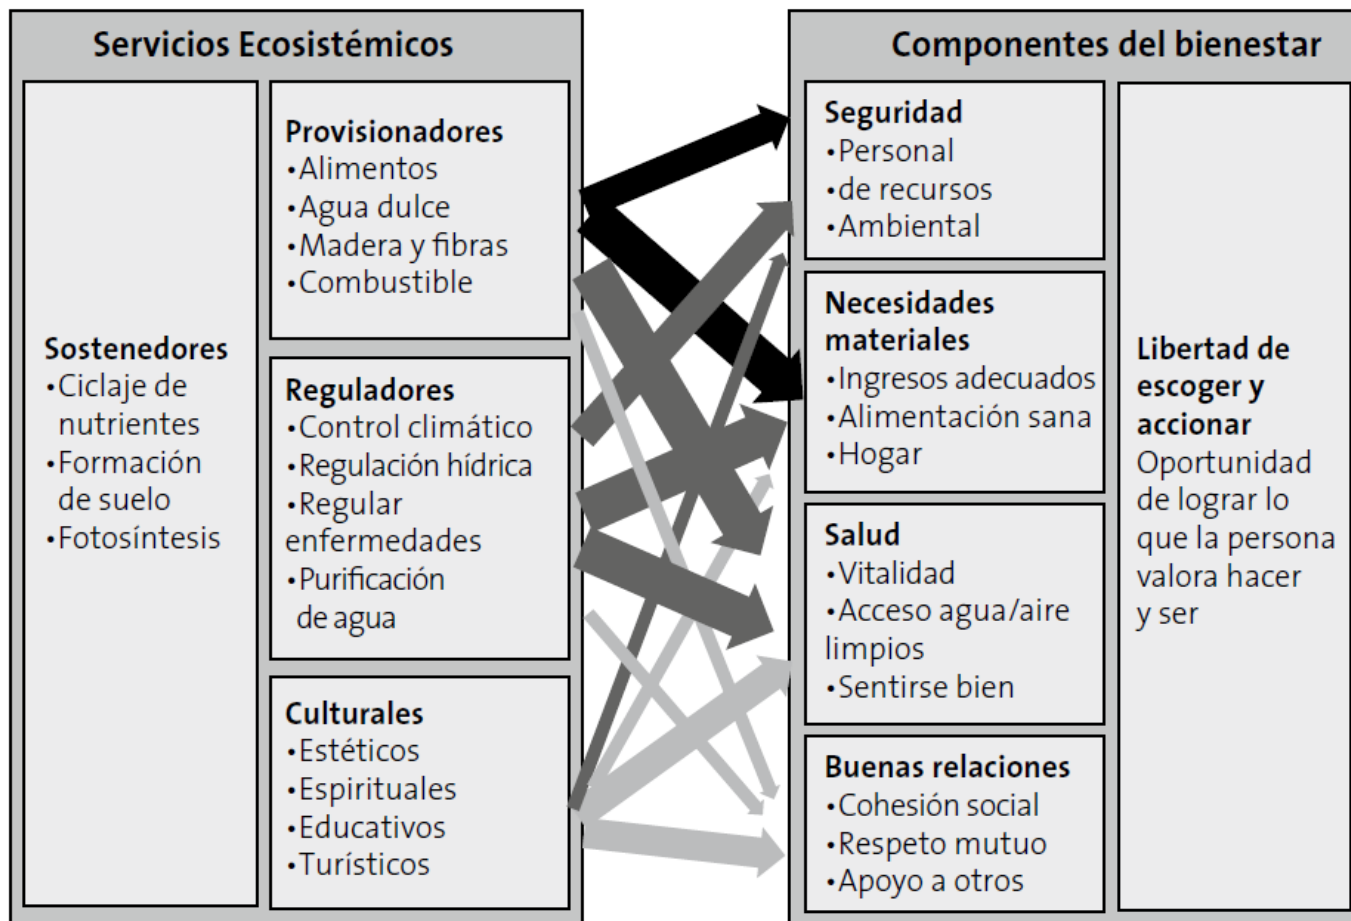 Servicios Ecosistémicos
Sostenedores
•Ciclaje de
nutrientes
•Formación
de suelo
•Fotosíntesis
Provisionadores
•Alimentos
•Agua dulce
•Madera y fibras
•Combustible
Reguladores
•Control climático
•Regulación hídrica
•Regular
enfermedades
•Purificación
de agua
Culturales
•Estéticos
•Espirituales
•Educativos
•Turísticos
Componentes del bienestar
Seguridad
•Personal
•de recursos
•Ambiental
Necesidades
materiales
•Ingresos adecuados
•Alimentación sana
•Hogar
Salud
•Vitalidad
•Acceso agua/aire
limpios
•Sentirse bien
Buenas relaciones
•Cohesión social
•Respeto mutuo
•Apoyo a otros
Libertad de
escoger y
accionar
Oportunidad
de lograr lo
que la persona
valora hacer
y ser